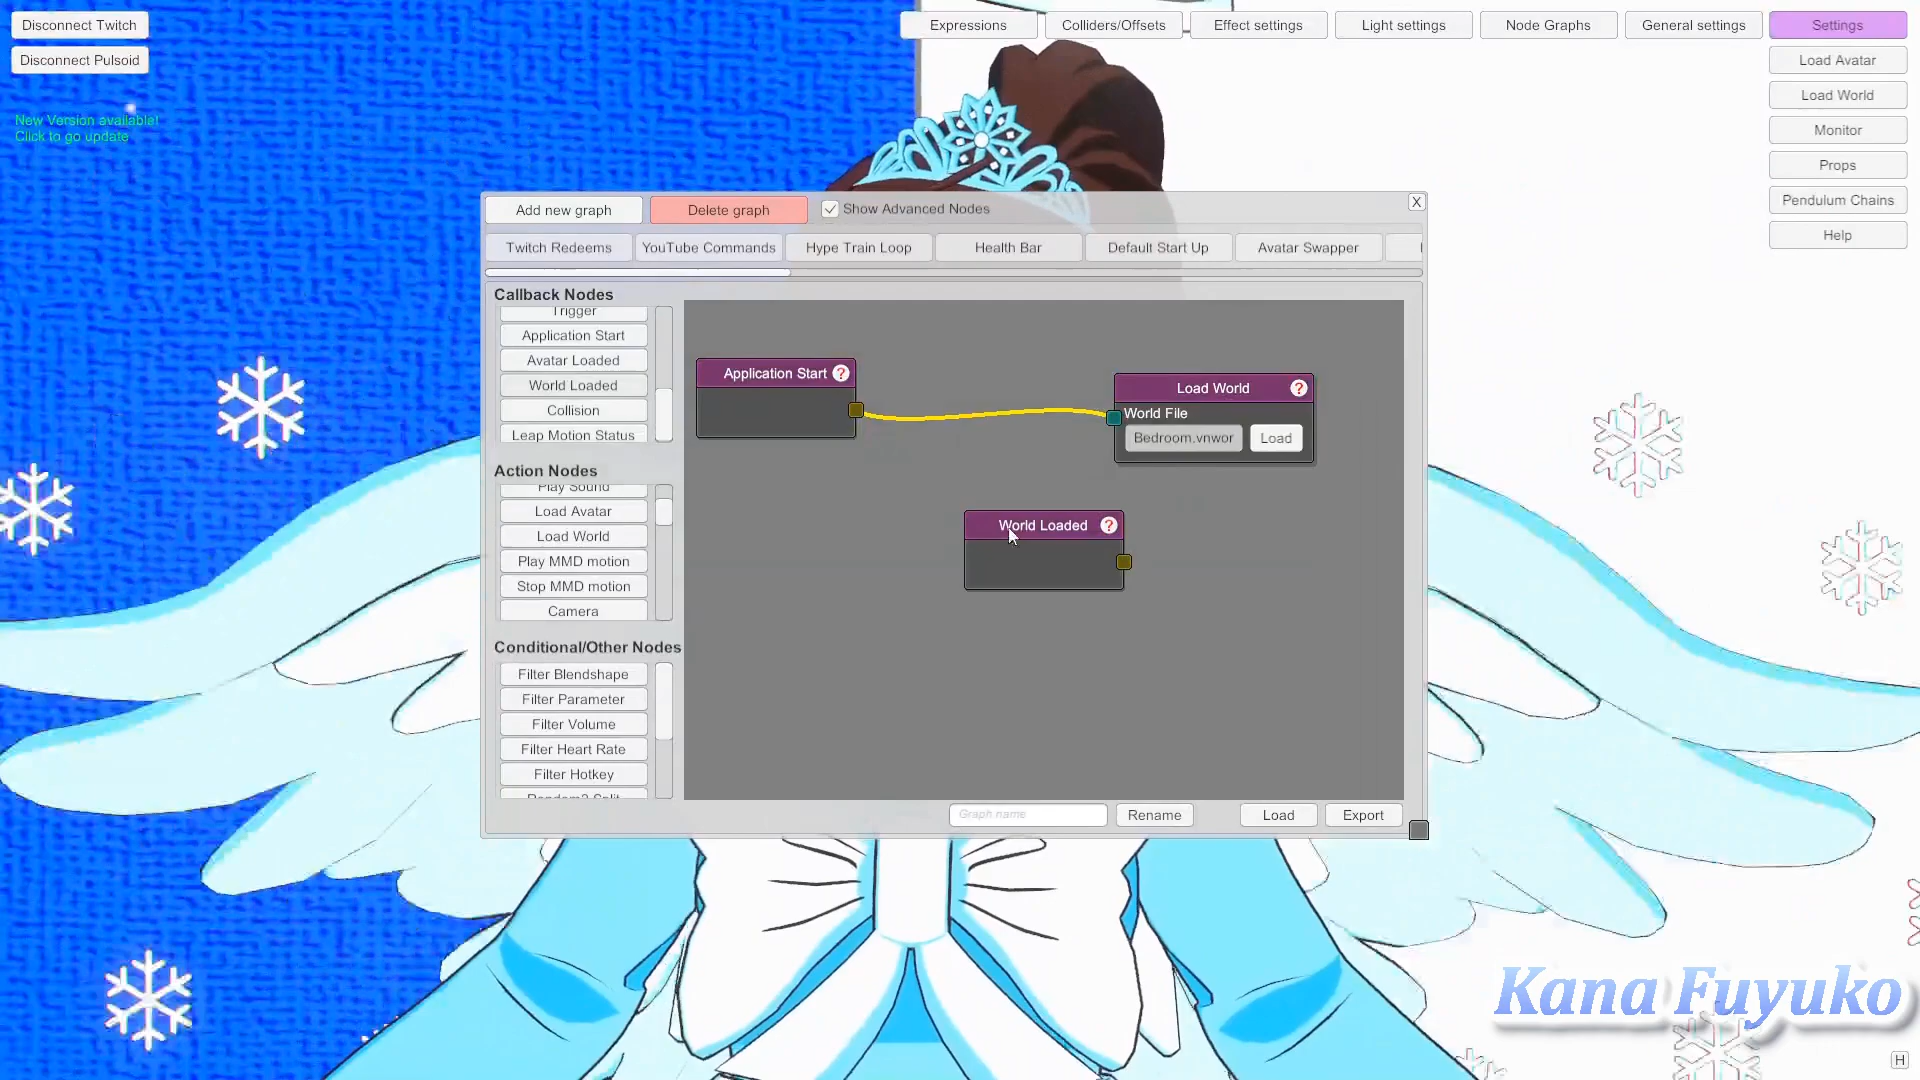 Disconnect Twitch
Disconnect Pulsoid
New Version available!
Click to go update
Expressions
Colliders/Offsets
Effect settings
Light settings
Node Graphs
General settings
Settings
Load Avatar
Load World
Monitor
Props
Pendulum Chains
Help
Add new graph
Delete graph
Show Advanced Nodes
X
Twitch Redeems
YouTube Commands
Hype Train Loop
Health Bar
Default Start Up
Avatar Swapper
Callback Nodes
Trigger
Application Start
Avatar Loaded
World Loaded
Collision
Leap Motion Status
Action Nodes
Play Sound
Load Avatar
Load World
Play MMD motion
Stop MMD motion
Camera
Conditional/Other Nodes
Filter Blendshape
Filter Parameter
Filter Volume
Filter Heart Rate
Filter Hotkey
Application Start ?
Load World ?
World File
Bedroom.vnwor
Load
World Loaded ?
Graph name
Rename
Load
Export
Kana Fuyuko
H